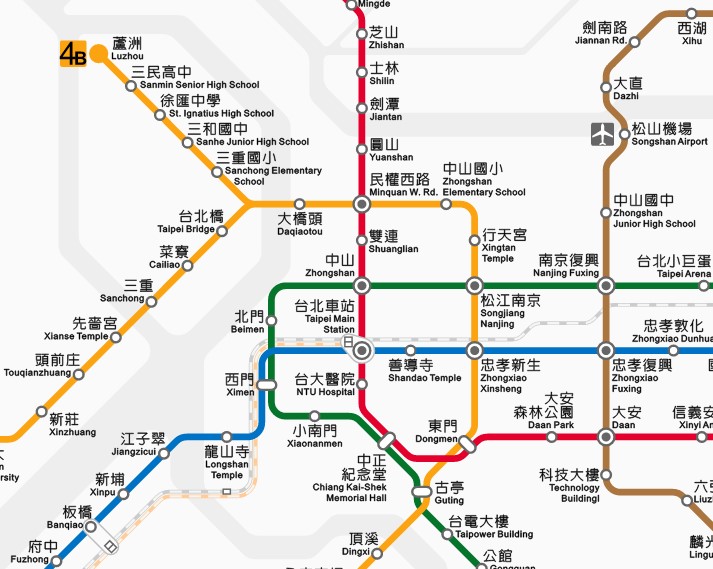 Mingde
芝山
Zhishan
士林
Shilin
劍潭
Jiantan
圓山
Yuanshan
民權西路
Minquan W. Rd.
中山國小
Zhongshan
Elementary School
4B
蘆洲
Luzhou
三民高中
Sanmin Senior High School
徐匯中學
St. Ignatius High School
三和國中
Sanhe Junior High School
三重國小
Sanchong Elementary
School
劍南路
Jiannan Rd.
西湖
Xihu
大直
Dazhi
松山機場
Songshan Airport
中山國中
Zhongshan
Junior High School
台北橋
Taipei Bridge
大橋頭
Daqiaotou
雙連
Shuanglian
行天宮
Xingtan
Temple
菜寮
Cailiao
中山
Zhongshan
南京復興
Nanjing Fuxing
台北小巨蛋
Taipei Arena
三重
Sanchong
北門
Beimen
台北車站
Taipei Main
Station
松江南京
Songjiang
Nanjing
先嗇宮
Xianse Temple
忠孝敦化
Zhongxiao Dunhua
頭前庄
Touqianzhuang
西門
Ximen
台大醫院
NTU Hospital
善導寺
Shandao Temple
忠孝新生
Zhongxiao
Xinsheng
忠孝復興
Zhongxiao
Fuxing
新莊
Xinzhuang
小南門
Xiaonanmen
東門
Dongmen
大安
森林公園
Daan Park
大安
Daan
信義安
Xinyi An
江子翠
Jiangzicui
龍山寺
Longshan
Temple
中正
紀念堂
Chiang Kai-Shek
Memorial Hall
古亭
Guting
科技大樓
Technology
Buildingl
六張
Liuz
ersity
新埔
Xinpu
板橋
Banqiao
府中
Fuzhong
頂溪
Dingxi
台電大樓
Taipower Building
公館
Gongguan
麟光
Lingu